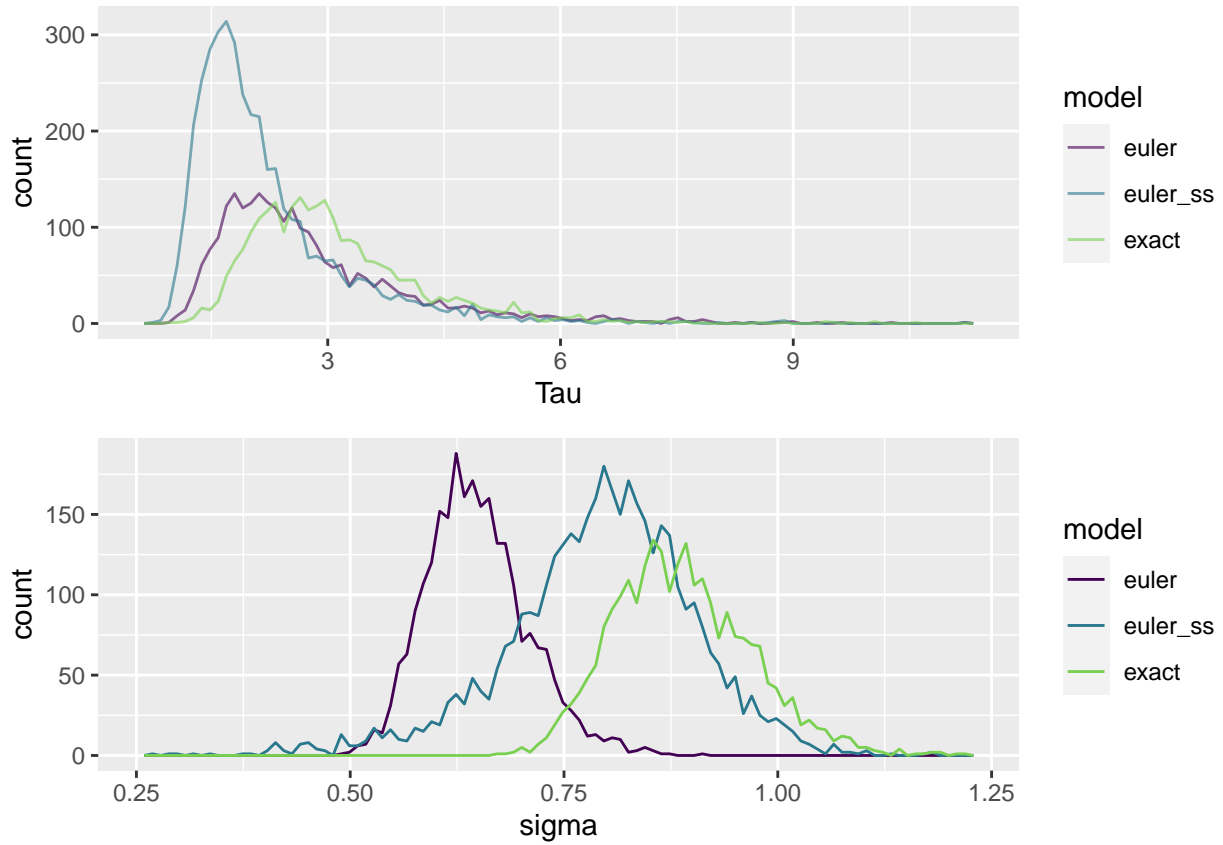 300
200
100
0
count
3
6
9
Tau
model
euler
euler_ss
exact
150
100
50
0
count
0.25
0.50
0.75
1.00
1.25
sigma
model
euler
euler_ss
exact